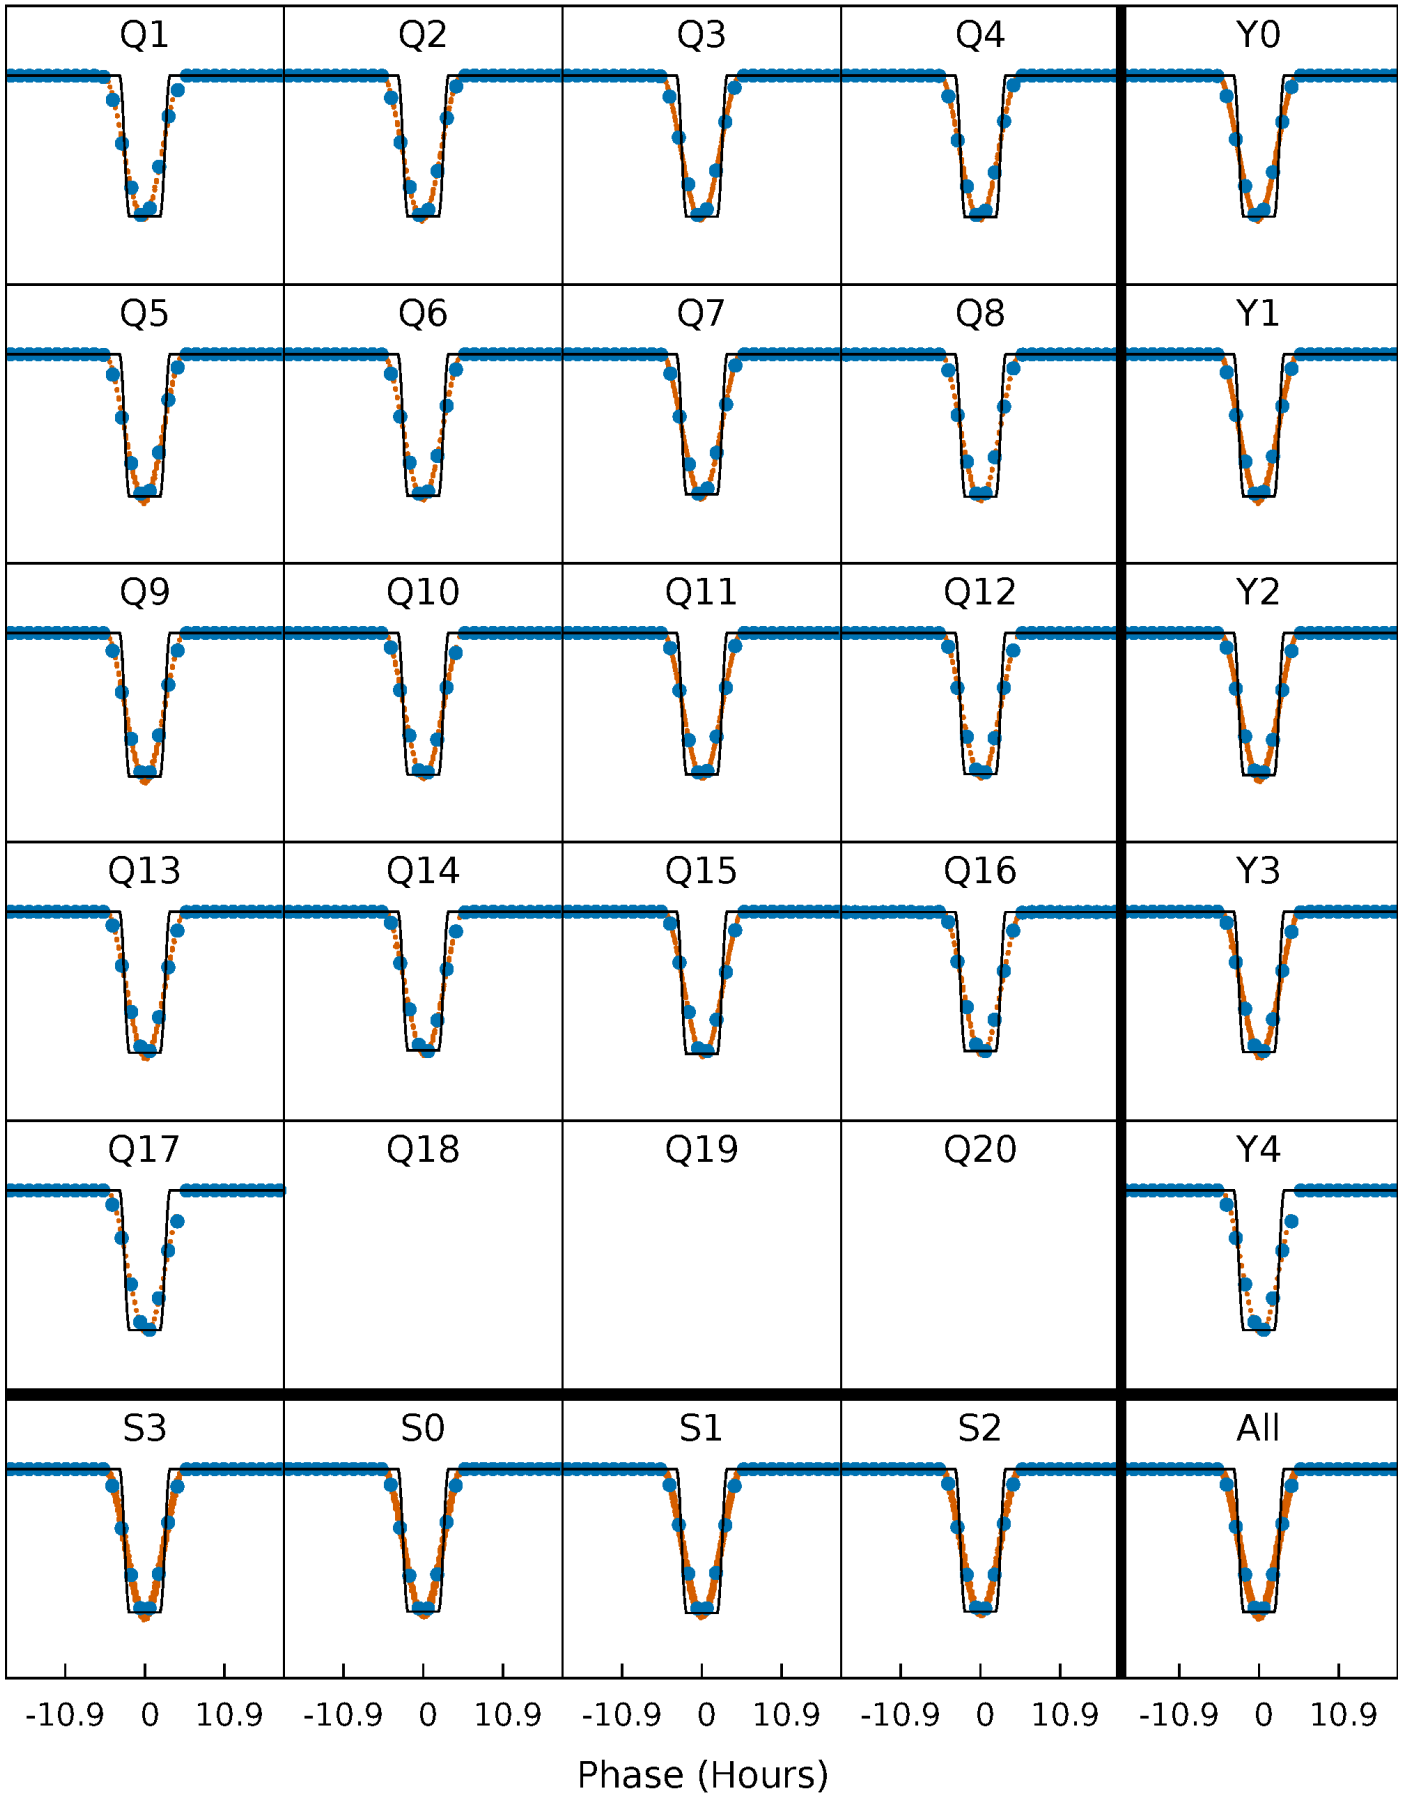 Q1 Q2 Q3 Q4 Y0
Q5 Q6 Q7 Q8 Y1
Q9 Q10 Q11 Q12 Y2
Q13 Q14 Q15 Q16 Y3
Q17 Q18 Q19 Q20 Y4
S3 S0 S1 S2 All
-10.9 0 10.9 -10.9 0 10.9 -10.9 0 10.9 -10.9 0 10.9 -10.9 0 10.9
Phase (Hours)